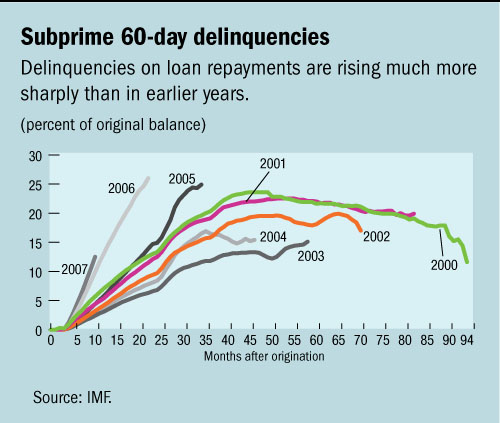 Subprime 60-day delinquencies
Delinquencies on loan repayments are rising much more
sharply than in earlier years.
(percent of original balance)
30
25
20
15
10
5
0
2007
2006
2005
2001
2004
2003
2002
2000
0 5 10 15 20 25 30 35 40 45 50 55 60 65 70 75 80 85 90 94
Months after origination
Source: IMF.